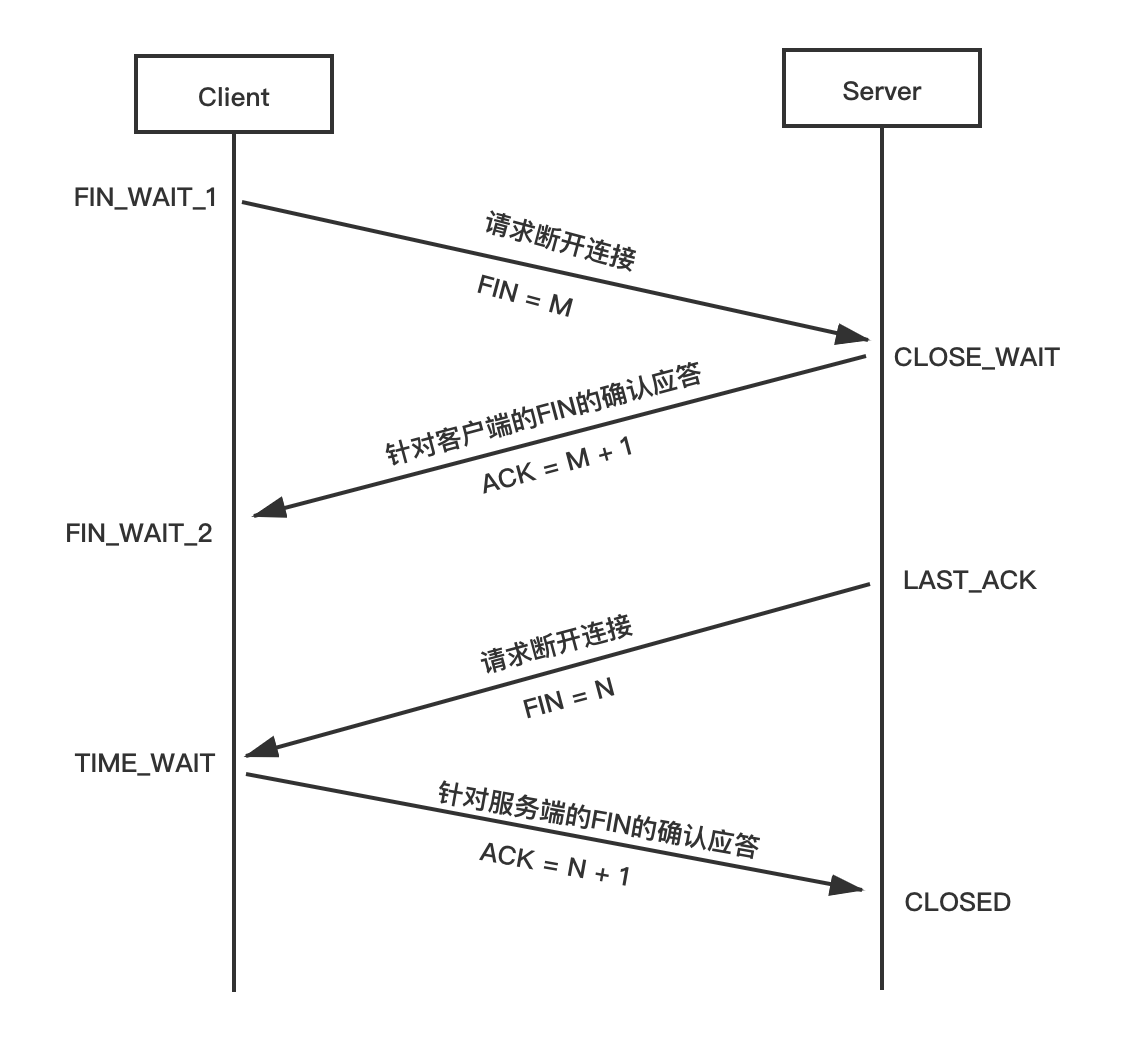 Client
Server
FIN_WAIT_1
请求断开连接
FIN = M
CLOSE_WAIT
针对客户端的FIN的确认应答
ACK = M + 1
FIN_WAIT_2
LAST_ACK
请求断开连接
FIN = N
TIME_WAIT
针对服务端的FIN的确认应答
ACK = N + 1
CLOSED